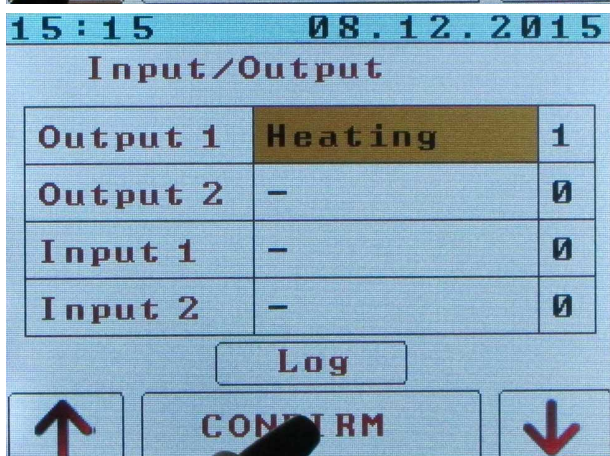 15:15 08.12.2015
Input/Output
Output 1 Heating 1
Output 2 - 0
Input 1 - 0
Input 2 - 0
Log
CONFIRM